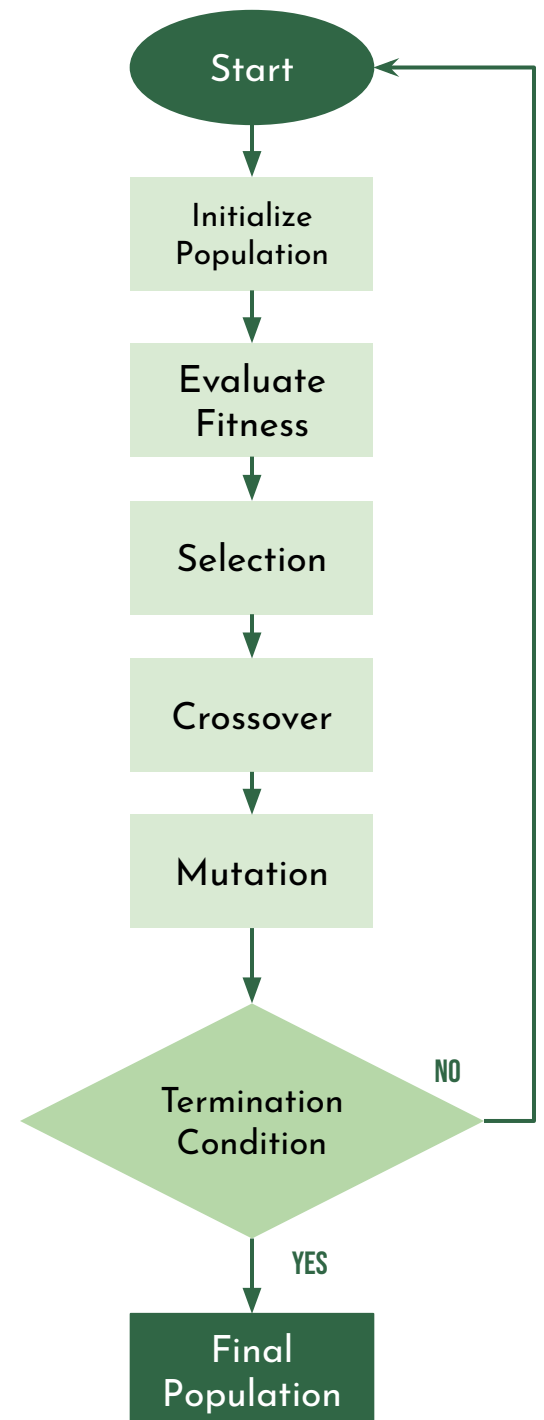 Start
Initialize
Population
Evaluate
Fitness
Selection
Crossover
Mutation
Termination
Condition
NO
YES
Final
Population